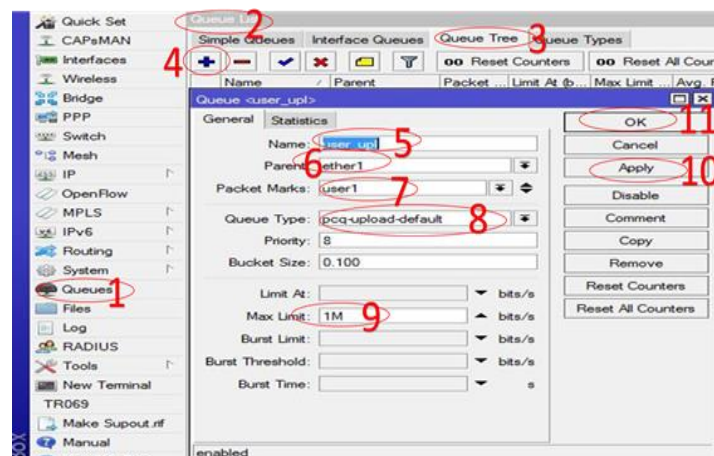 Quick Set
CAPsMAN
Interfaces
Wireless
Bridge
PPP
Switch
Mesh
IP
OpenFlow
MPLS
IPv6
Routing
System
Queues
1
Files
Log
RADIUS
Tools
New Terminal
TR069
Make Supout.rif
Manual
Queue List
2
Simple Queues Interface Queues Queue Tree 3 Queue Types
4
00 Reset Counters 00 Reset All Cour
Name / Parent Packet ... Limit At (b... Max Limit ... Avg.
Queue <user_upl>
General Statistics
Name: user_upl 5
Parent: ether1 6
Packet Marks: user1 7
Queue Type: pcq-upload-default 8
Priority: 8
Bucket Size: 0.100
Limit At: bits/s
Max Limit: 1M 9 bits/s
Burst Limit: bits/s
Burst Threshold: bits/s
Burst Time: s
enabled
OK 11
Cancel
Apply 10
Disable
Comment
Copy
Remove
Reset Counters
Reset All Counters